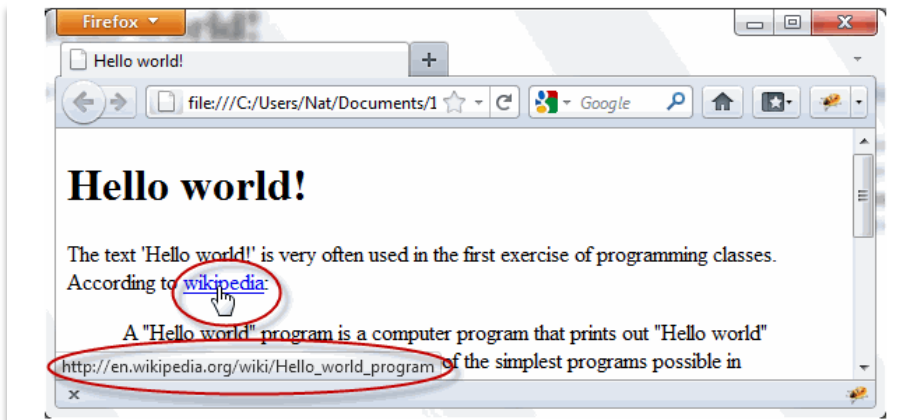 Firefox
Hello world!
file:///C:/Users/Nat/Documents/1
Google
Hello world!
The text 'Hello world!' is very often used in the first exercise of programming classes.
According to wikipedia:
A "Hello world" program is a computer program that prints out "Hello world"
of the simplest programs possible in
http://en.wikipedia.org/wiki/Hello_world_program
x